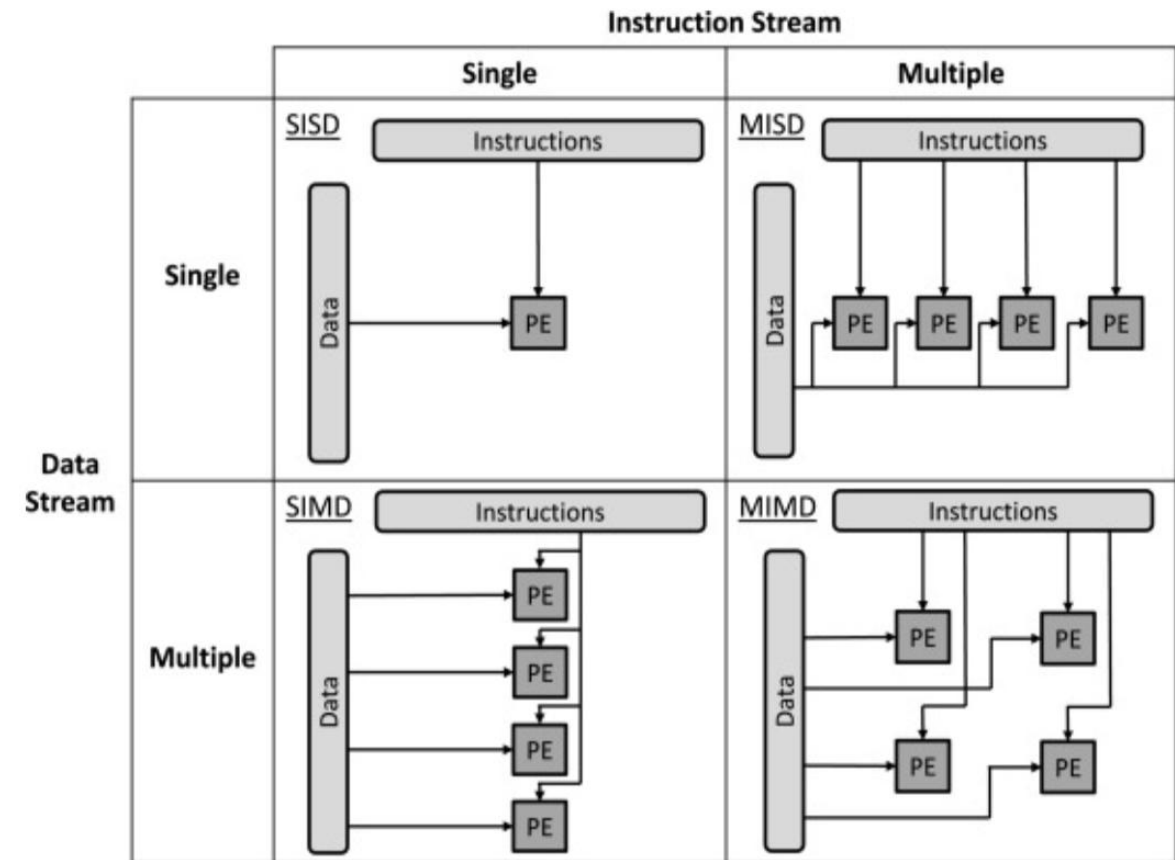 Instruction Stream
Single
Multiple
SISD
Instructions
MISD
Instructions
Single
Data
PE
Data
PE
PE
PE
PE
Data
Stream
SIMD
Instructions
MIMD
Instructions
Multiple
Data
PE
PE
PE
PE
Data
PE
PE
PE
PE